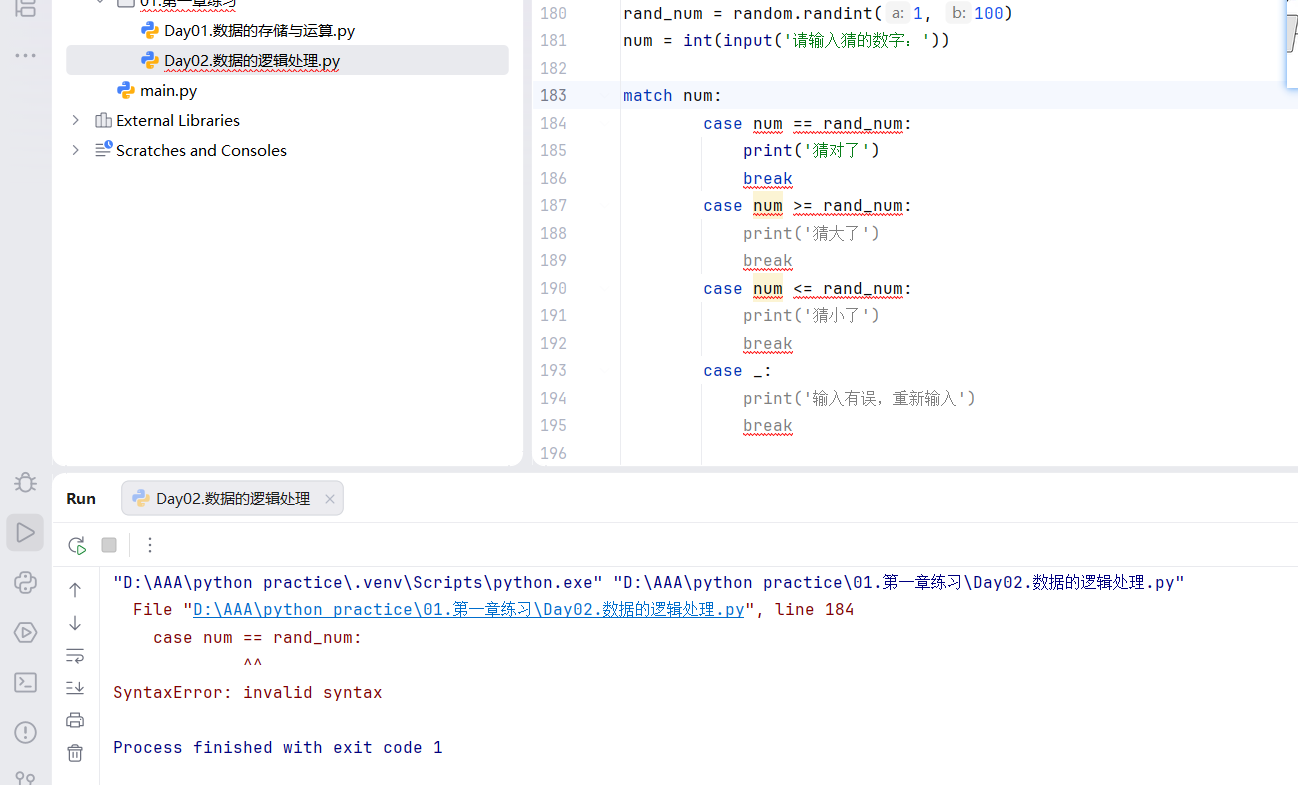 01.第一章练习
Day01.数据的存储与运算.py
Day02.数据的逻辑处理.py
main.py
External Libraries
Scratches and Consoles
180 rand_num = random.randint( a: 1, b: 100)
181 num = int(input('请输入猜的数字：'))
182
183 match num:
184 case num == rand_num:
185 print('猜对了')
186 break
187 case num >= rand_num:
188 print('猜大了')
189 break
190 case num <= rand_num:
191 print('猜小了')
192 break
193 case _:
194 print('输入有误，重新输入')
195 break
196
Run Day02.数据的逻辑处理
"D:\AAA\python practice\.venv\Scripts\python.exe" "D:\AAA\python practice\01.第一章练习\Day02.数据的逻辑处理.py"
File "D:\AAA\python practice\01.第一章练习\Day02.数据的逻辑处理.py", line 184
case num == rand_num:
^^
SyntaxError: invalid syntax
Process finished with exit code 1